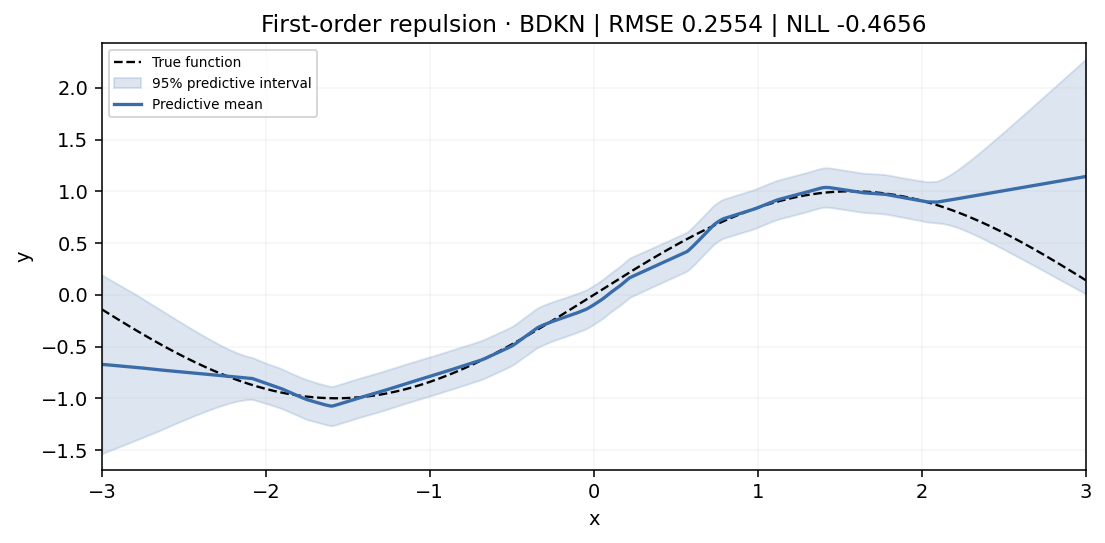 First-order repulsion · BDKN | RMSE 0.2554 | NLL -0.4656
True function
95% predictive interval
Predictive mean
2.0
1.5
1.0
0.5
0.0
−0.5
−1.0
−1.5
y
−3 −2 −1 0 1 2 3
x